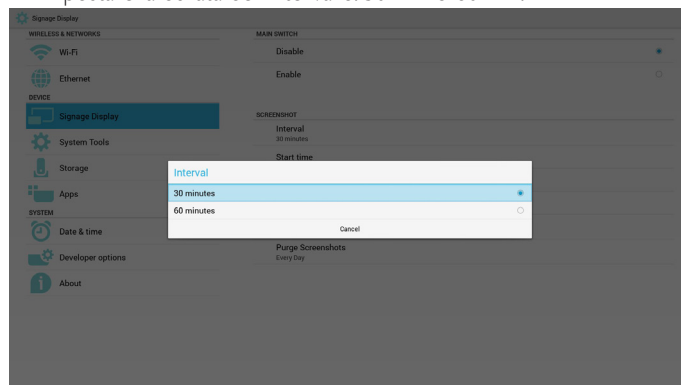 Signage Display
WIRELESS & NETWORKS
Wi-Fi
Ethernet
DEVICE
Signage Display
System Tools
Storage
Apps
SYSTEM
Date & time
Developer options
About
MAIN SWITCH
Disable
Enable
SCREENSHOT
Interval
30 minutes
Start time
Interval
30 minutes
60 minutes
Cancel
Purge Screenshots
Every Day